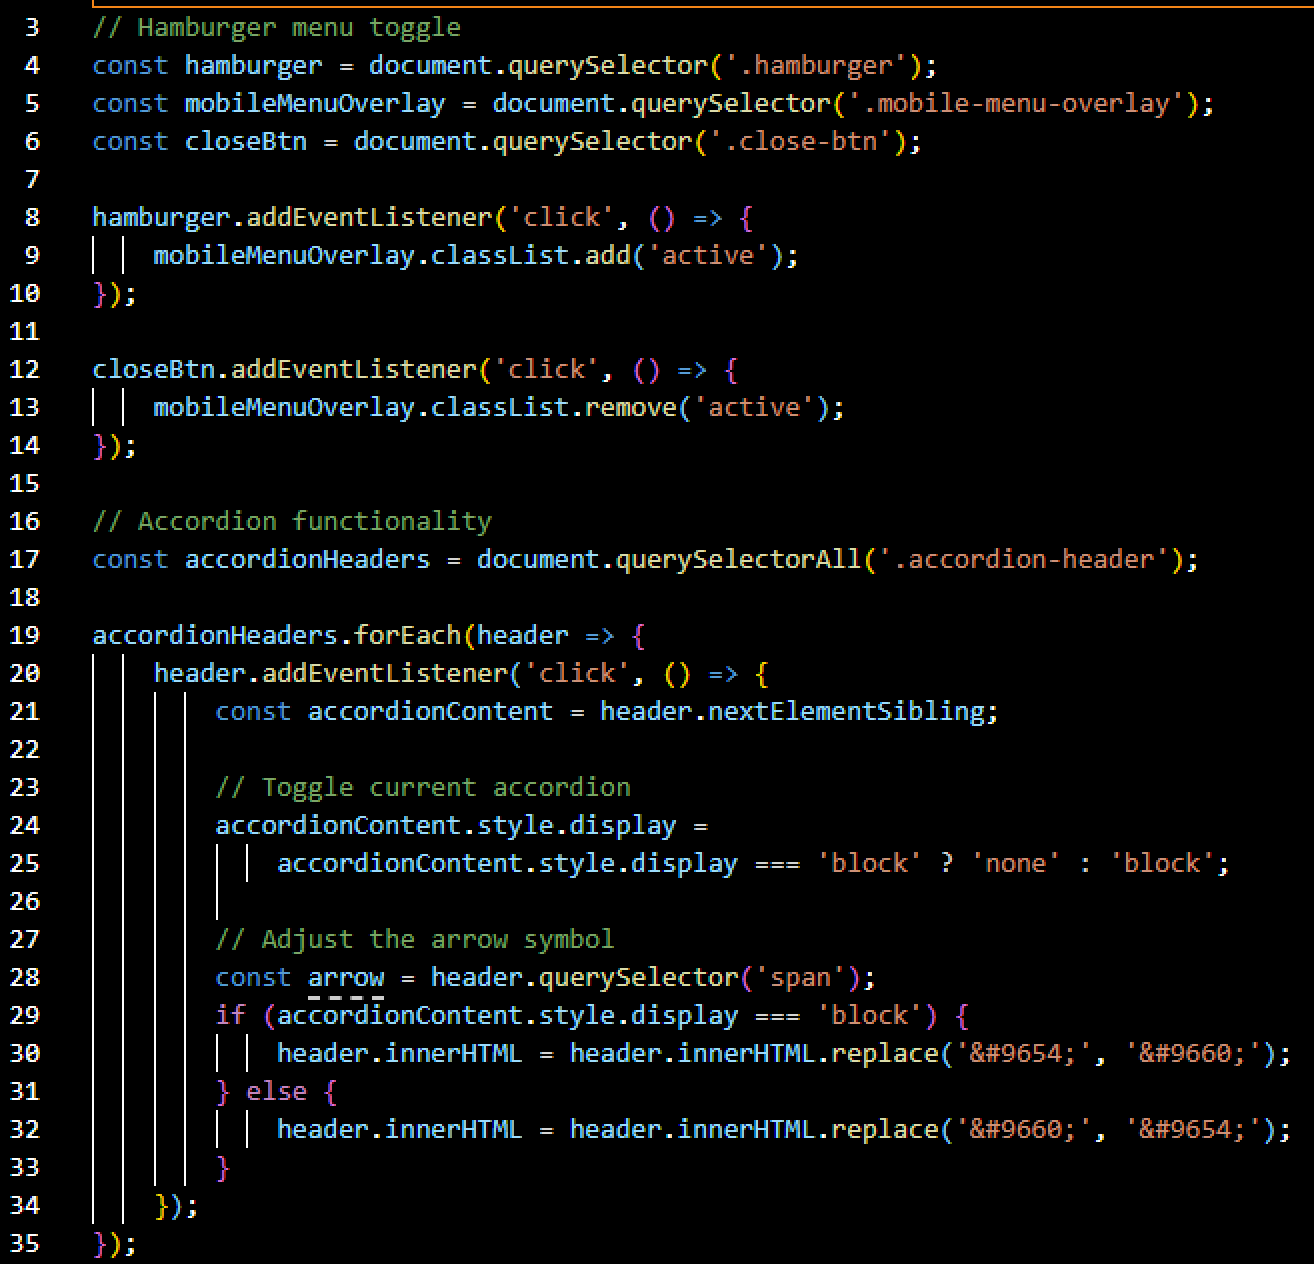 3 // Hamburger menu toggle
4 const hamburger = document.querySelector('.hamburger');
5 const mobileMenuOverlay = document.querySelector('.mobile-menu-overlay');
6 const closeBtn = document.querySelector('.close-btn');
7
8 hamburger.addEventListener('click', () => {
9     mobileMenuOverlay.classList.add('active');
10 });
11
12 closeBtn.addEventListener('click', () => {
13     mobileMenuOverlay.classList.remove('active');
14 });
15
16 // Accordion functionality
17 const accordionHeaders = document.querySelectorAll('.accordion-header');
18
19 accordionHeaders.forEach(header => {
20     header.addEventListener('click', () => {
21         const accordionContent = header.nextElementSibling;
22
23         // Toggle current accordion
24         accordionContent.style.display =
25             accordionContent.style.display === 'block' ? 'none' : 'block';
26
27         // Adjust the arrow symbol
28         const arrow = header.querySelector('span');
29         if (accordionContent.style.display === 'block') {
30             header.innerHTML = header.innerHTML.replace('&#9654;', '&#9660;');
31         } else {
32             header.innerHTML = header.innerHTML.replace('&#9660;', '&#9654;');
33         }
34     });
35 });